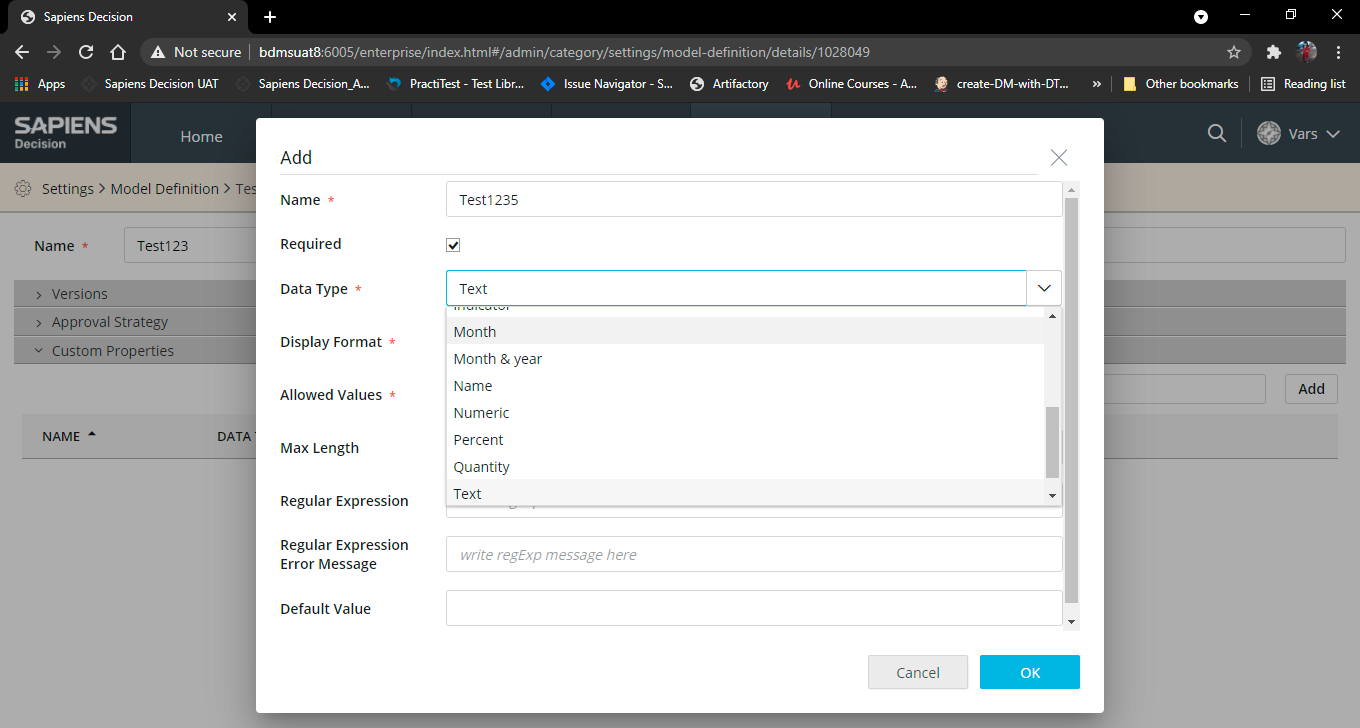 Sapiens Decision
Not secure
bdmsuat8:6005/enterprise/index.html#/admin/category/settings/model-definition/details/1028049
Apps
Sapiens Decision UAT
Sapiens Decision_A...
PractiTest - Test Libr...
Issue Navigator - S...
Artifactory
Online Courses - A...
create-DM-with-DT...
»
Other bookmarks
Reading list
SAPIENS
Decision
Home
Vars
Settings > Model Definition > Tes
Name *
Test123
Versions
Approval Strategy
Custom Properties
Add
NAME
DATA
Add
Name *
Test1235
Required
Data Type *
Text
Indicator
Month
Month & year
Name
Numeric
Percent
Quantity
Text
Display Format *
Allowed Values *
Max Length
Regular Expression
Regular Expression
Error Message
write regExp message here
Default Value
Cancel
OK